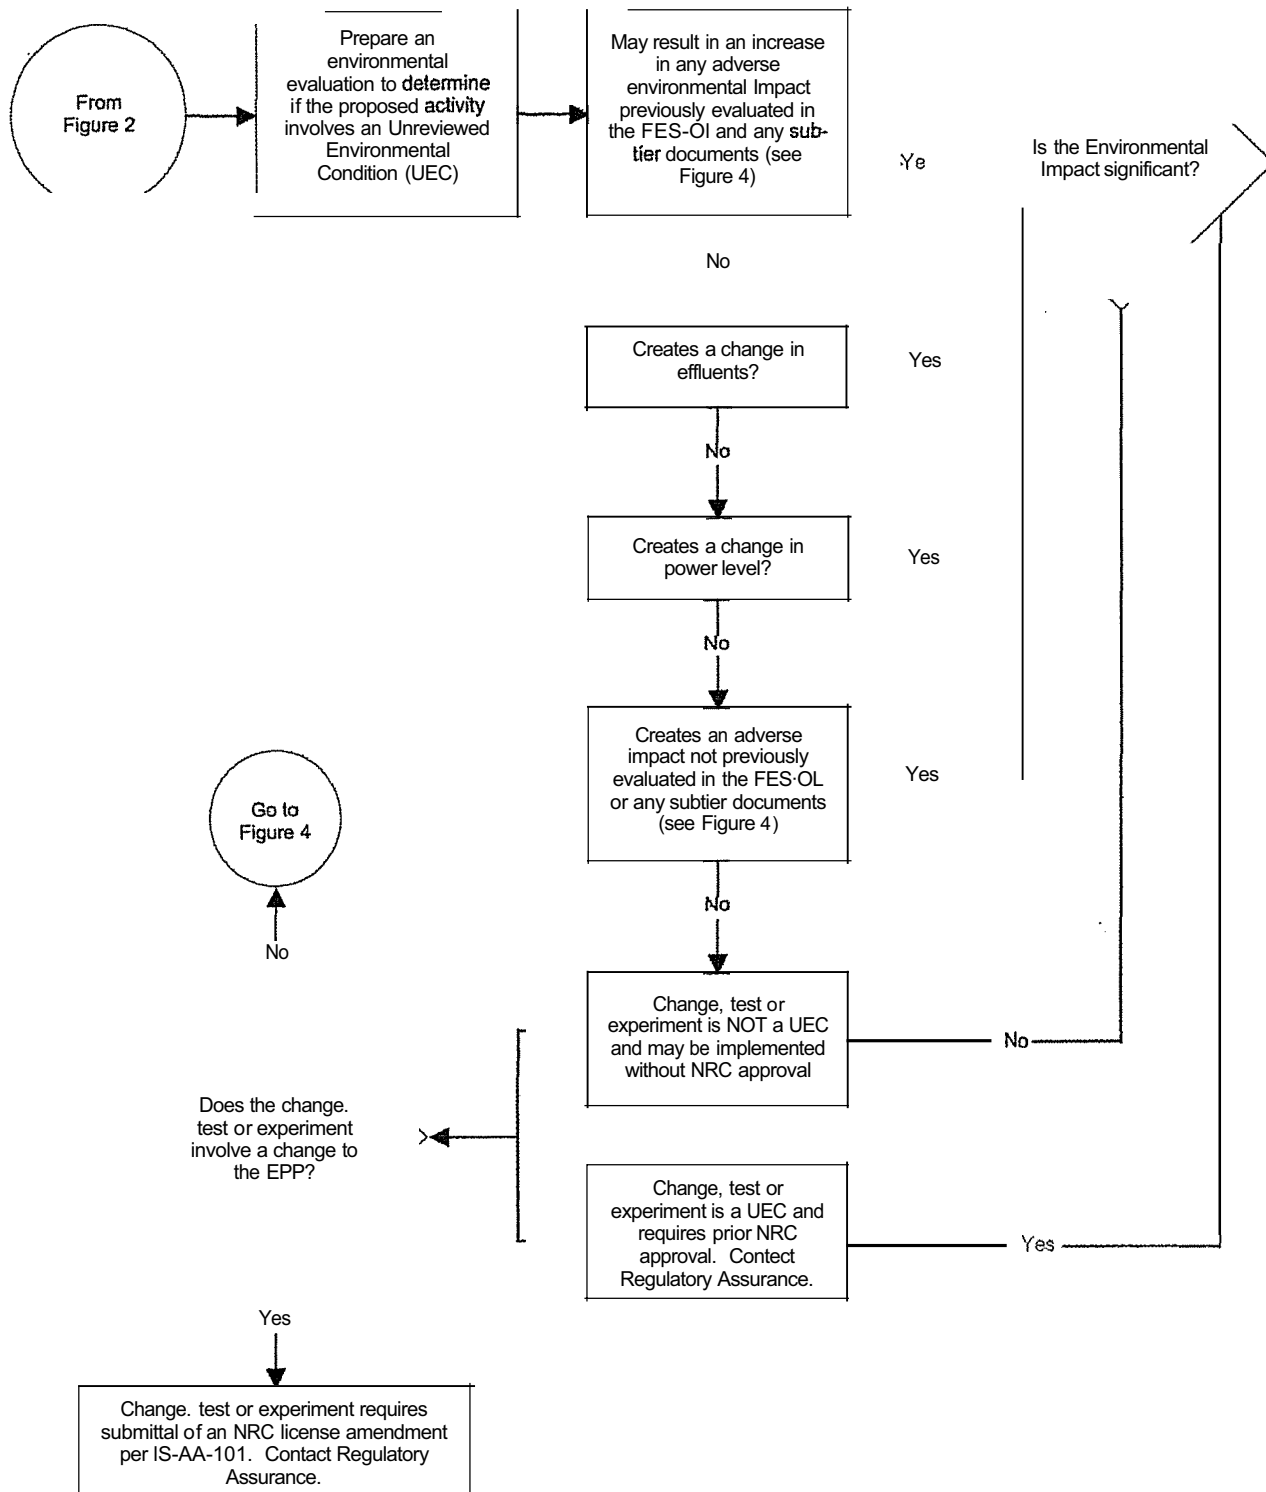 From
Figure 2
Prepare an
environmental
evaluation to determine
if the proposed activity
involves an Unreviewed
Environmental
Condition (UEC)
May result in an increase
in any adverse
environmental Impact
previously evaluated in
the FES-OI and any sub-
tier documents (see
Figure 4)
Ye
Is the Environmental
Impact significant?
No
Creates a change in
effluents?
Yes
No
Creates a change in
power level?
Yes
No
Creates an adverse
impact not previously
evaluated in the FES·OL
or any subtier documents
(see Figure 4)
Yes
Go to
Figure 4
No
No
Change, test or
experiment is NOT a UEC
and may be implemented
without NRC approval
No
Does the change.
test or experiment
involve a change to
the EPP?
Change, test or
experiment is a UEC and
requires prior NRC
approval. Contect
Regulatory Assurance.
Yes
Yes
Change. test or experiment requires
submittal of an NRC license amendment
per IS-AA-101. Contact Regulatory
Assurance.